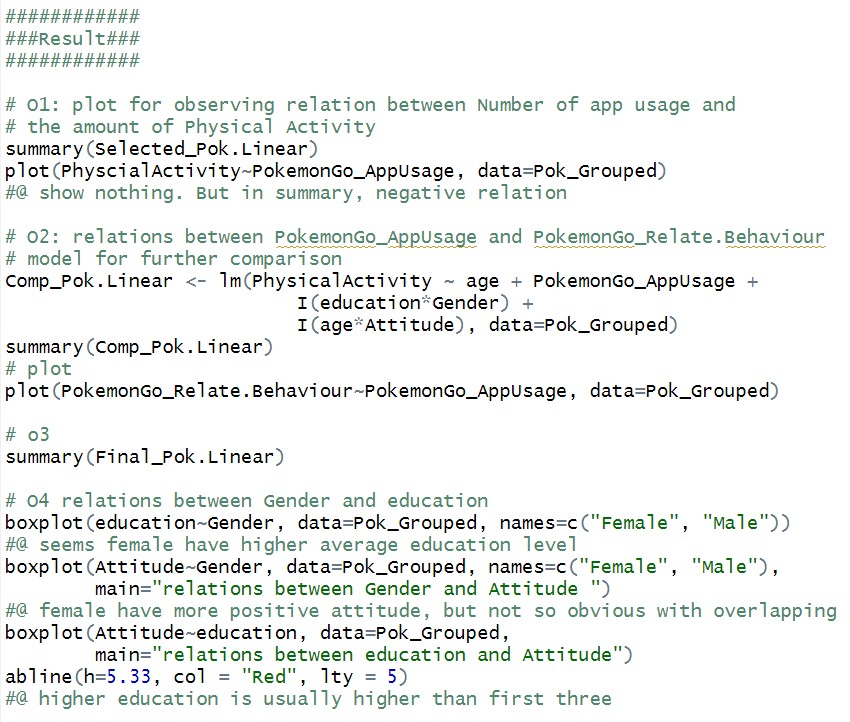 ############
###Result###
############
# O1: plot for observing relation between Number of app usage and
# the amount of Physical Activity
summary(Selected_Pok.Linear)
plot(PhyscialActivity~PokemonGo_AppUsage, data=Pok_Grouped)
#@ show nothing. But in summary, negative relation
# O2: relations between PokemonGo_AppUsage and PokemonGo_Relate.Behaviour
# model for further comparison
Comp_Pok.Linear <- lm(PhysicalActivity ~ age + PokemonGo_AppUsage +
I(education*Gender) +
I(age*Attitude), data=Pok_Grouped)
summary(Comp_Pok.Linear)
# plot
plot(PokemonGo_Relate.Behaviour~PokemonGo_AppUsage, data=Pok_Grouped)
# o3
summary(Final_Pok.Linear)
# O4 relations between Gender and education
boxplot(education~Gender, data=Pok_Grouped, names=c("Female", "Male"))
#@ seems female have higher average education level
boxplot(Attitude~Gender, data=Pok_Grouped, names=c("Female", "Male"),
main="relations between Gender and Attitude ")
#@ female have more positive attitude, but not so obvious with overlapping
boxplot(Attitude~education, data=Pok_Grouped,
main="relations between education and Attitude")
abline(h=5.33, col = "Red", lty = 5)
#@ higher education is usually higher than first three